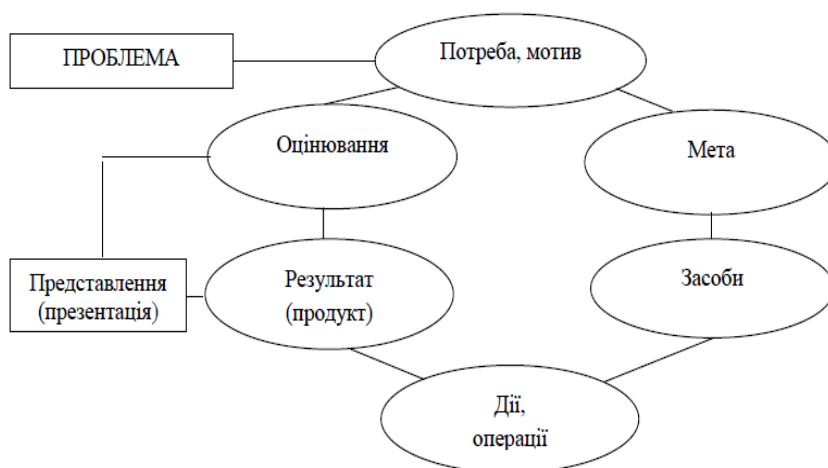 ПРОБЛЕМА
Потреба, мотив
Оцінювання
Мета
Представлення
(презентація)
Результат
(продукт)
Засоби
Дії,
операції